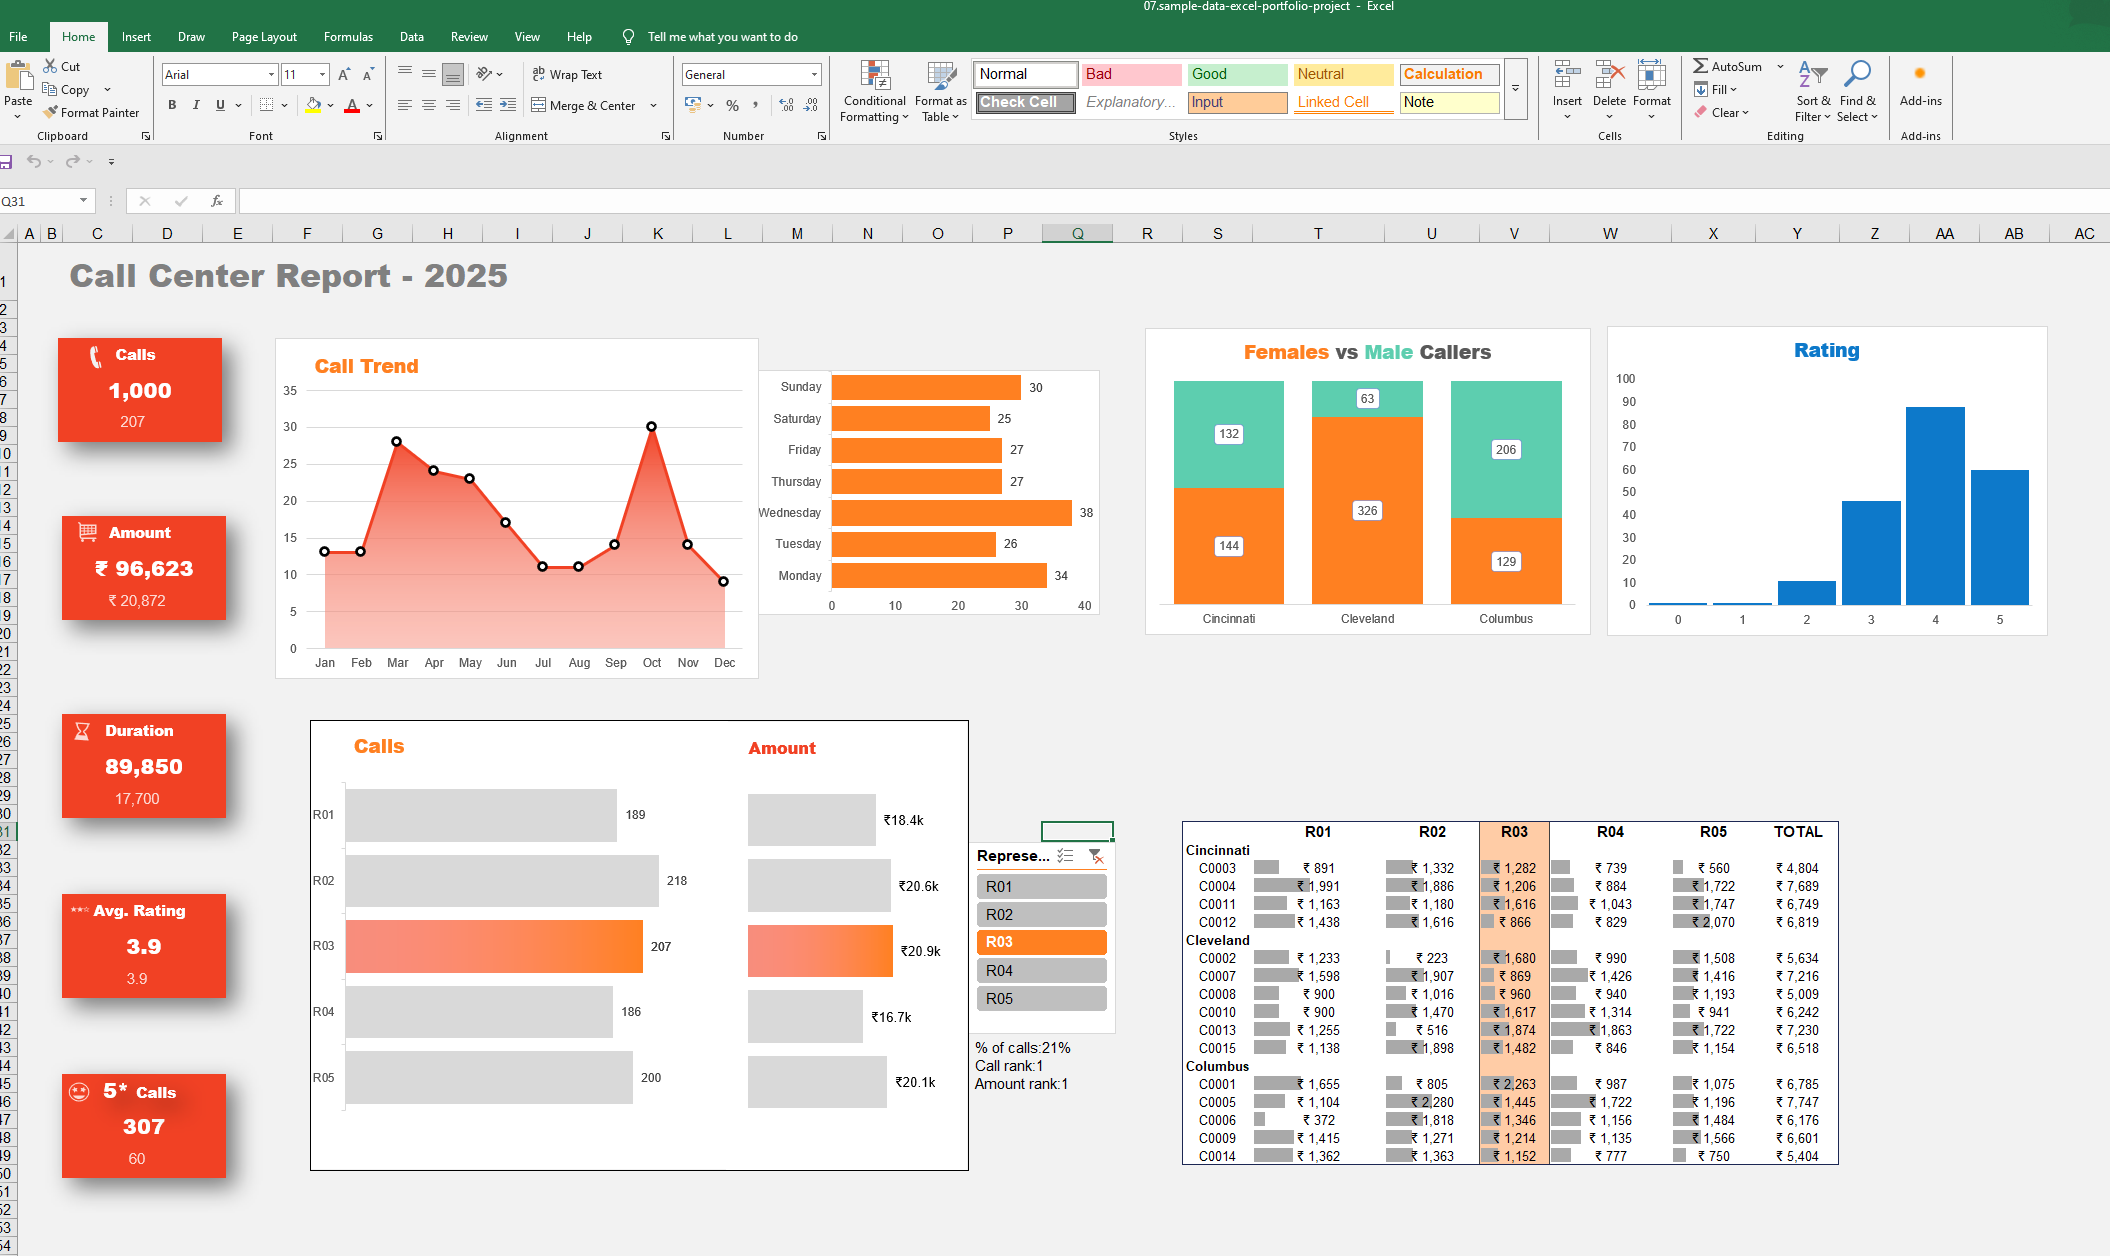 07.sample-data-excel-portfolio-project - Excel
File Home Insert Draw Page Layout Formulas Data Review View Help Tell me what you want to do
Paste
Cut
Copy
Format Painter
Clipboard
Arial 11
B I U
Font
Wrap Text
Merge & Center
Alignment
General
%
Number
Conditional Formatting
Format as Table
Normal Bad Good Neutral Calculation
Check Cell Explanatory... Input Linked Cell Note
Styles
Insert Delete Format
Cells
AutoSum
Fill
Clear
Sort & Filter
Find & Select
Editing
Add-ins
Add-ins
Q31
fx
A B C D E F G H I J K L M N O P Q R S T U V W X Y Z AA AB AC
Call Center Report - 2025
Calls
1,000
207
Amount
₹ 96,623
₹ 20,872
Duration
89,850
17,700
Avg. Rating
3.9
3.9
5* Calls
307
60
Call Trend
35
30
25
20
15
10
5
0
Jan Feb Mar Apr May Jun Jul Aug Sep Oct Nov Dec
Sunday 30
Saturday 25
Friday 27
Thursday 27
Wednesday 38
Tuesday 26
Monday 34
0 10 20 30 40
Females vs Male Callers
132 63 206
144 326 129
Cincinnati Cleveland Columbus
Rating
100
90
80
70
60
50
40
30
20
10
0
0 1 2 3 4 5
Calls Amount
R01 189 ₹18.4k
R02 218 ₹20.6k
R03 207 ₹20.9k
R04 186 ₹16.7k
R05 200 ₹20.1k
Represe...
R01
R02
R03
R04
R05
% of calls:21%
Call rank:1
Amount rank:1
R01 R02 R03 R04 R05 TOTAL
Cincinnati
C0003 ₹ 891 ₹ 1,332 ₹ 1,282 ₹ 739 ₹ 560 ₹ 4,804
C0004 ₹ 1,991 ₹ 1,886 ₹ 1,206 ₹ 884 ₹ 1,722 ₹ 7,689
C0011 ₹ 1,163 ₹ 1,180 ₹ 1,616 ₹ 1,043 ₹ 1,747 ₹ 6,749
C0012 ₹ 1,438 ₹ 1,616 ₹ 866 ₹ 829 ₹ 2,070 ₹ 6,819
Cleveland
C0002 ₹ 1,233 ₹ 223 ₹ 1,680 ₹ 990 ₹ 1,508 ₹ 5,634
C0007 ₹ 1,598 ₹ 1,907 ₹ 869 ₹ 1,426 ₹ 1,416 ₹ 7,216
C0008 ₹ 900 ₹ 1,016 ₹ 960 ₹ 940 ₹ 1,193 ₹ 5,009
C0010 ₹ 900 ₹ 1,470 ₹ 1,617 ₹ 1,314 ₹ 941 ₹ 6,242
C0013 ₹ 1,255 ₹ 516 ₹ 1,874 ₹ 1,863 ₹ 1,722 ₹ 7,230
C0015 ₹ 1,138 ₹ 1,898 ₹ 1,482 ₹ 846 ₹ 1,154 ₹ 6,518
Columbus
C0001 ₹ 1,655 ₹ 805 ₹ 2,263 ₹ 987 ₹ 1,075 ₹ 6,785
C0005 ₹ 1,104 ₹ 2,280 ₹ 1,445 ₹ 1,722 ₹ 1,196 ₹ 7,747
C0006 ₹ 372 ₹ 1,818 ₹ 1,346 ₹ 1,156 ₹ 1,484 ₹ 6,176
C0009 ₹ 1,415 ₹ 1,271 ₹ 1,214 ₹ 1,135 ₹ 1,566 ₹ 6,601
C0014 ₹ 1,362 ₹ 1,363 ₹ 1,152 ₹ 777 ₹ 750 ₹ 5,404